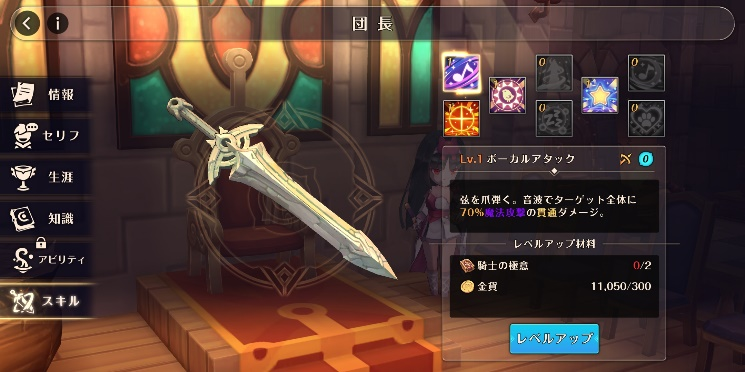 団長
情報
セリフ
生涯
知識
アビリティ
スキル
0
0
0
0
Lv.1 ボーカルアタック
0
弦を爪弾く。音波でターゲット全体に
70%魔法攻撃の貫通ダメージ。
レベルアップ材料
騎士の極意 0/2
金貨 11,050/300
レベルアップ